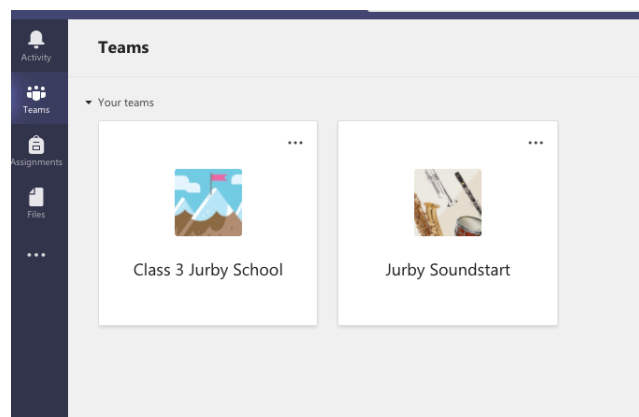 Activity
Teams
Assignments
Files
Teams
Your teams
Class 3 Jurby School
Jurby Soundstart